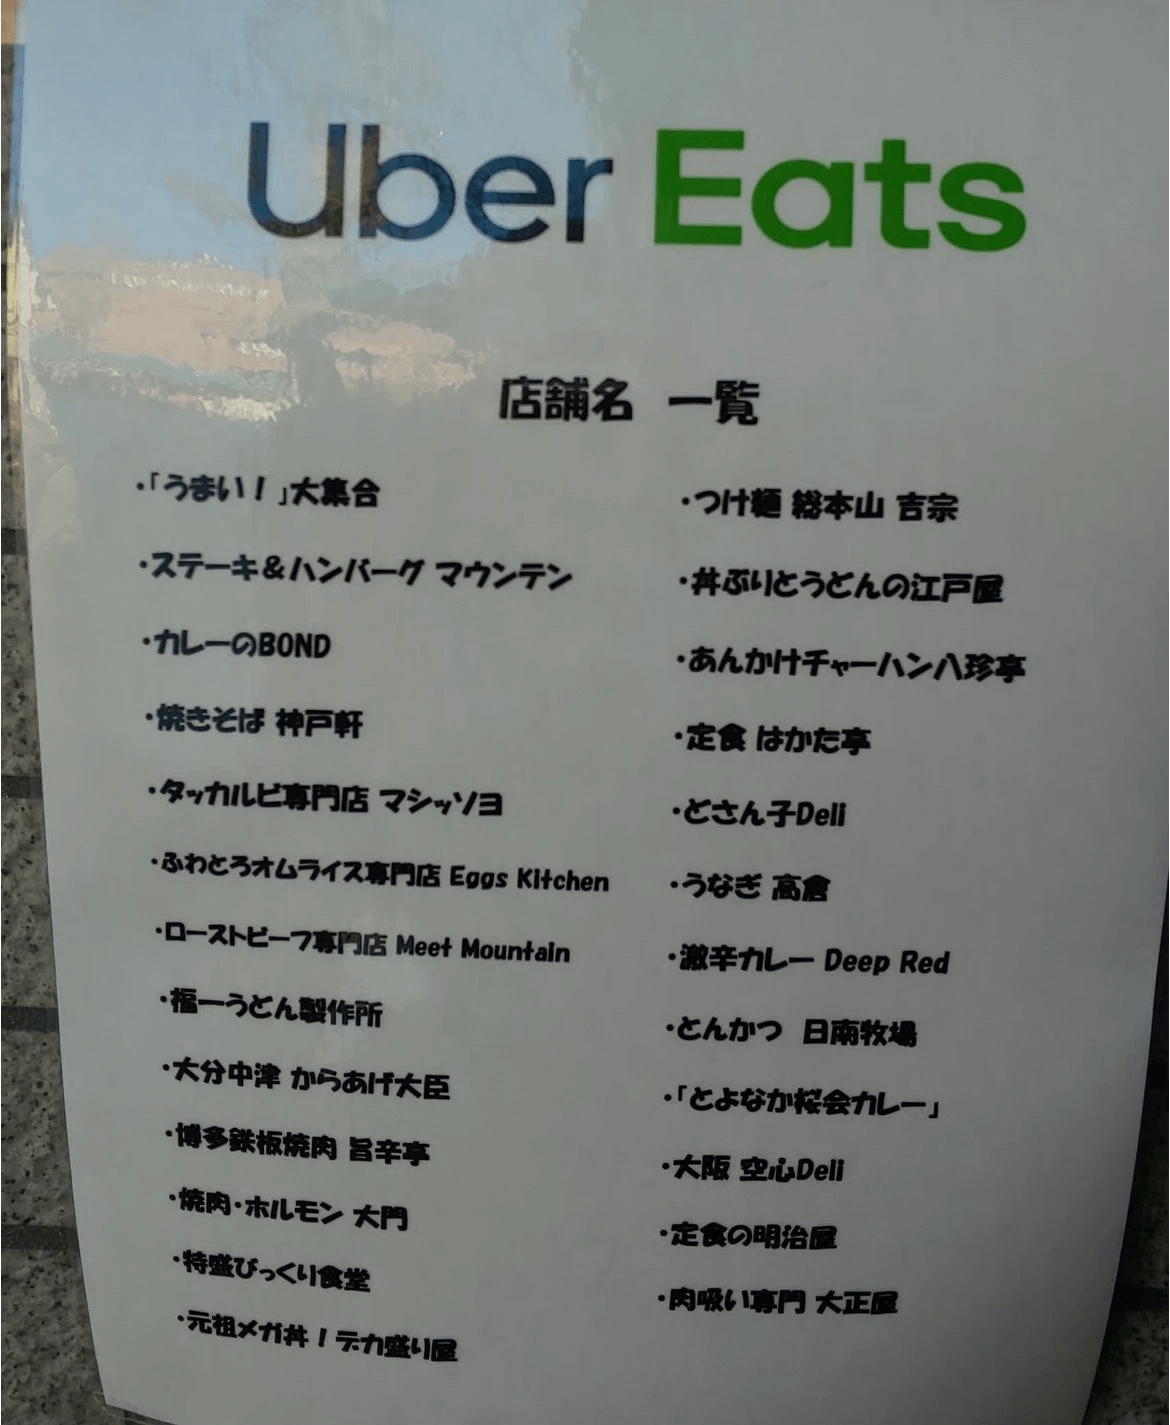 Uber Eats
店舗名 一覧
・「うまい！」大集合
・ステーキ＆ハンバーグ マウンテン
・カレーのBOND
・焼きそば 神戸軒
・タッカルビ専門店 マシッソヨ
・ふわとろオムライス専門店 Eggs Kitchen
・ローストビーフ専門店 Meet Mountain
・福一うどん製作所
・大分中津 からあげ大臣
・博多鉄板焼肉 旨辛亭
・焼肉・ホルモン 大門
・特盛びっくり食堂
・元祖メガ丼！デカ盛り屋
・つけ麺 総本山 吉宗
・丼ぶりとうどんの江戸屋
・あんかけチャーハン八珍亭
・定食 はかた亭
・どさん子Deli
・うなぎ 高倉
・激辛カレー Deep Red
・とんかつ 日南牧場
・「とよなか桜会カレー」
・大阪 空心Deli
・定食の明治屋
・肉吸い専門 大正屋